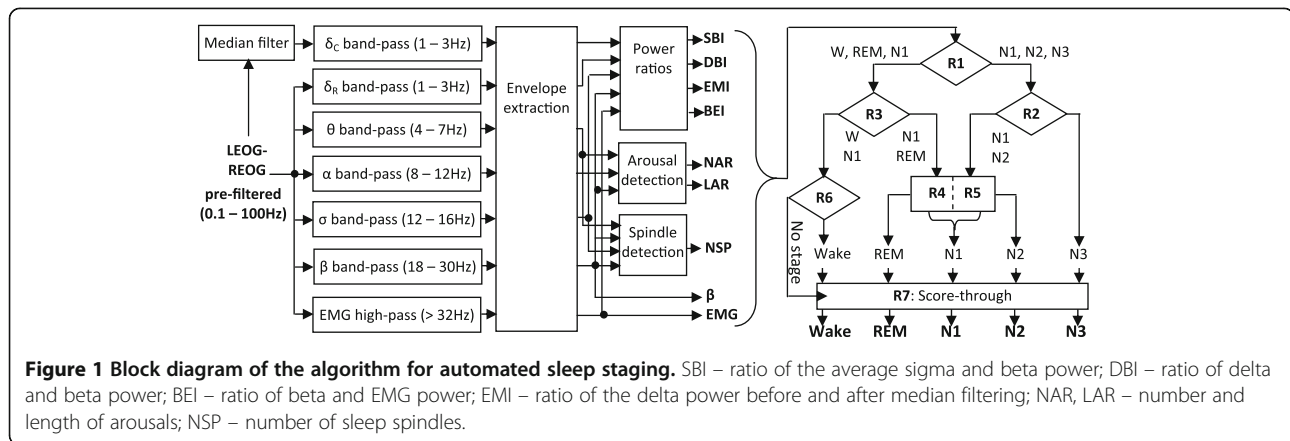 Median filter
δC band-pass (1 – 3Hz)
δR band-pass (1 – 3Hz)
θ band-pass (4 – 7Hz)
α band-pass (8 – 12Hz)
σ band-pass (12 – 16Hz)
β band-pass (18 – 30Hz)
EMG high-pass (> 32Hz)
LEOG-
REOG
pre-filtered
(0.1 – 100Hz)
Envelope
extraction
Power
ratios
Arousal
detection
Spindle
detection
SBI
DBI
EMI
BEI
NAR
LAR
NSP
β
EMG
W, REM, N1
R1
N1, N2, N3
R3
R2
W
N1
N1
REM
N1
N2
R6
R4
R5
No stage
Wake
REM
N1
N2
N3
R7: Score-through
Wake
REM
N1
N2
N3
Figure 1 Block diagram of the algorithm for automated sleep staging. SBI – ratio of the average sigma and beta power; DBI – ratio of delta
and beta power; BEI – ratio of beta and EMG power; EMI – ratio of the delta power before and after median filtering; NAR, LAR – number and
length of arousals; NSP – number of sleep spindles.